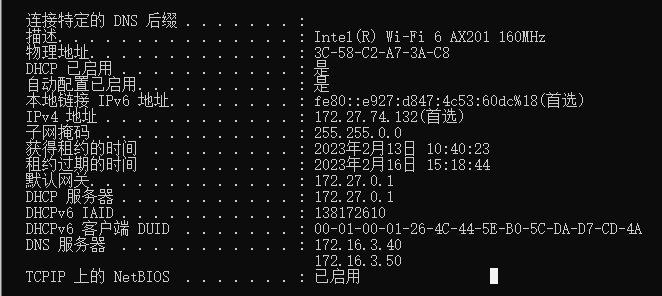 连接特定的 DNS 后缀 . . . . . . . :
描述. . . . . . . . . . . . . . . : Intel(R) Wi-Fi 6 AX201 160MHz
物理地址. . . . . . . . . . . . . : 3C-58-C2-A7-3A-C8
DHCP 已启用 . . . . . . . . . . . : 是
自动配置已启用. . . . . . . . . . : 是
本地链接 IPv6 地址. . . . . . . . : fe80::e927:d847:4c53:60dc%18(首选)
IPv4 地址 . . . . . . . . . . . . : 172.27.74.132(首选)
子网掩码 . . . . . . . . . . . . : 255.255.0.0
获得租约的时间 . . . . . . . . . : 2023年2月13日 10:40:23
租约过期的时间 . . . . . . . . . : 2023年2月16日 15:18:44
默认网关. . . . . . . . . . . . . : 172.27.0.1
DHCP 服务器 . . . . . . . . . . . : 172.27.0.1
DHCPv6 IAID . . . . . . . . . . . : 138172610
DHCPv6 客户端 DUID . . . . . . . : 00-01-00-01-26-4C-44-5E-B0-5C-DA-D7-CD-4A
DNS 服务器 . . . . . . . . . . . : 172.16.3.40
172.16.3.50
TCPIP 上的 NetBIOS . . . . . . . : 已启用